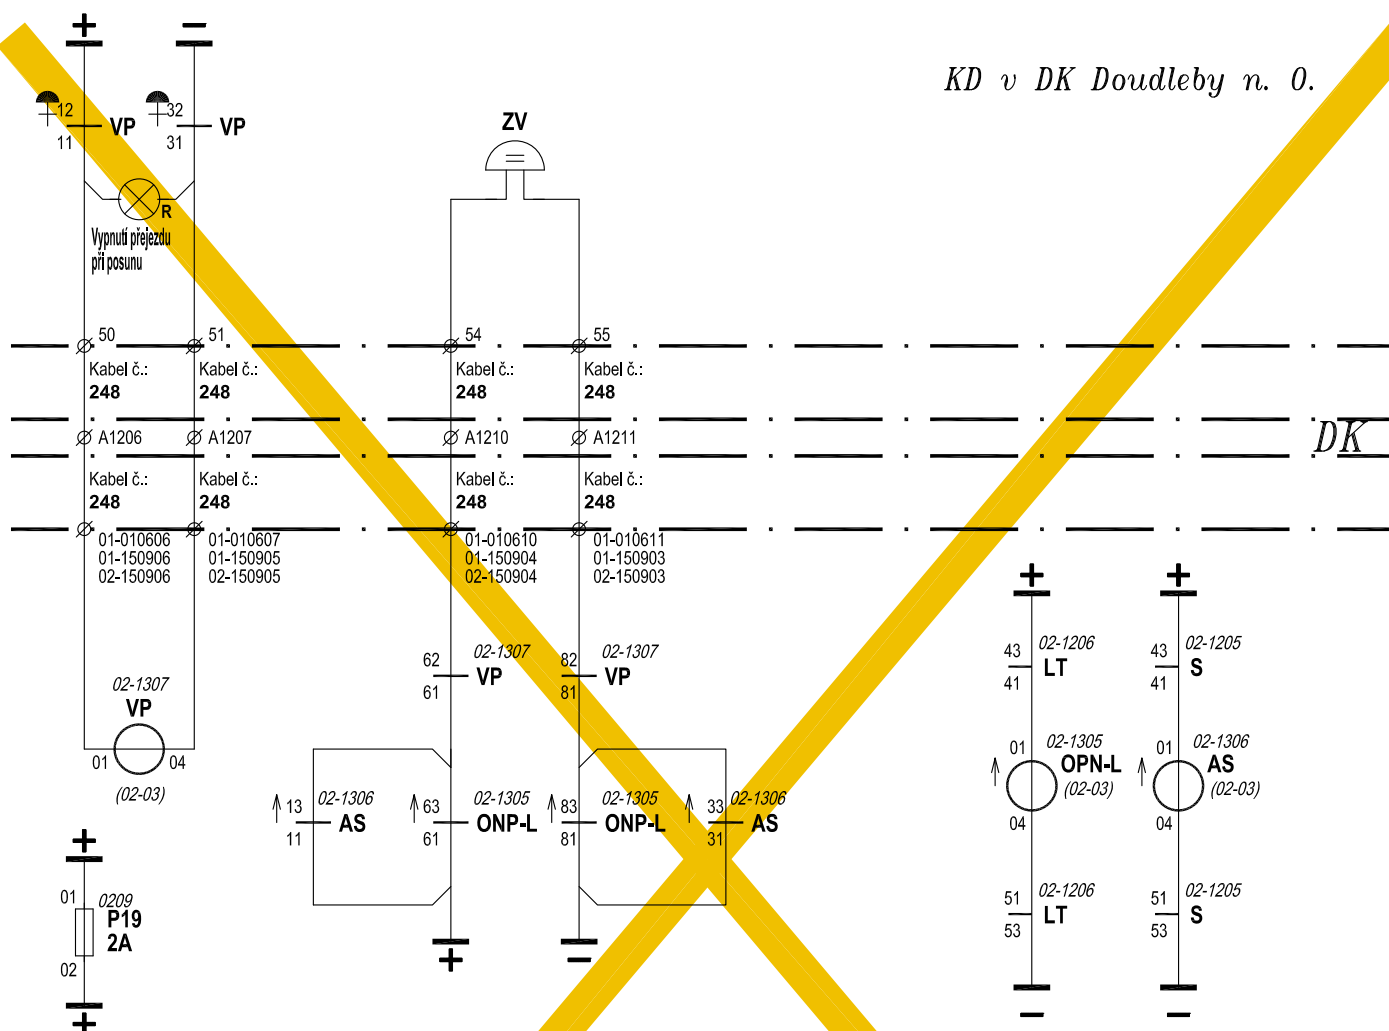 + −
KD v DK Doudleby n. O.
12 VP 32 VP
11 31
ZV
R
Vypnutí přejezdu
při posunu
50 51 54 55
Kabel č.: Kabel č.: Kabel č.: Kabel č.:
248 248 248 248
A1206 A1207 A1210 A1211
DK
Kabel č.: Kabel č.: Kabel č.: Kabel č.:
248 248 248 248
01-010606 01-010607 01-010610 01-010611
01-150906 01-150905 01-150904 01-150903
02-150906 02-150905 02-150904 02-150903
+ +
43 02-1206 43 02-1205
41 LT 41 S
62 02-1307 82 02-1307
61 VP 81 VP
02-1307
VP
01 04
(02-03)
01 02-1305 01 02-1306
OPN-L AS
(02-03) (02-03)
04 04
13 02-1306 63 02-1305 83 02-1305 33 02-1306
11 AS 61 ONP-L 81 ONP-L 31 AS
+
01 0209
P19
2A
02
+
51 02-1206 51 02-1205
53 LT 53 S
+ −
− −